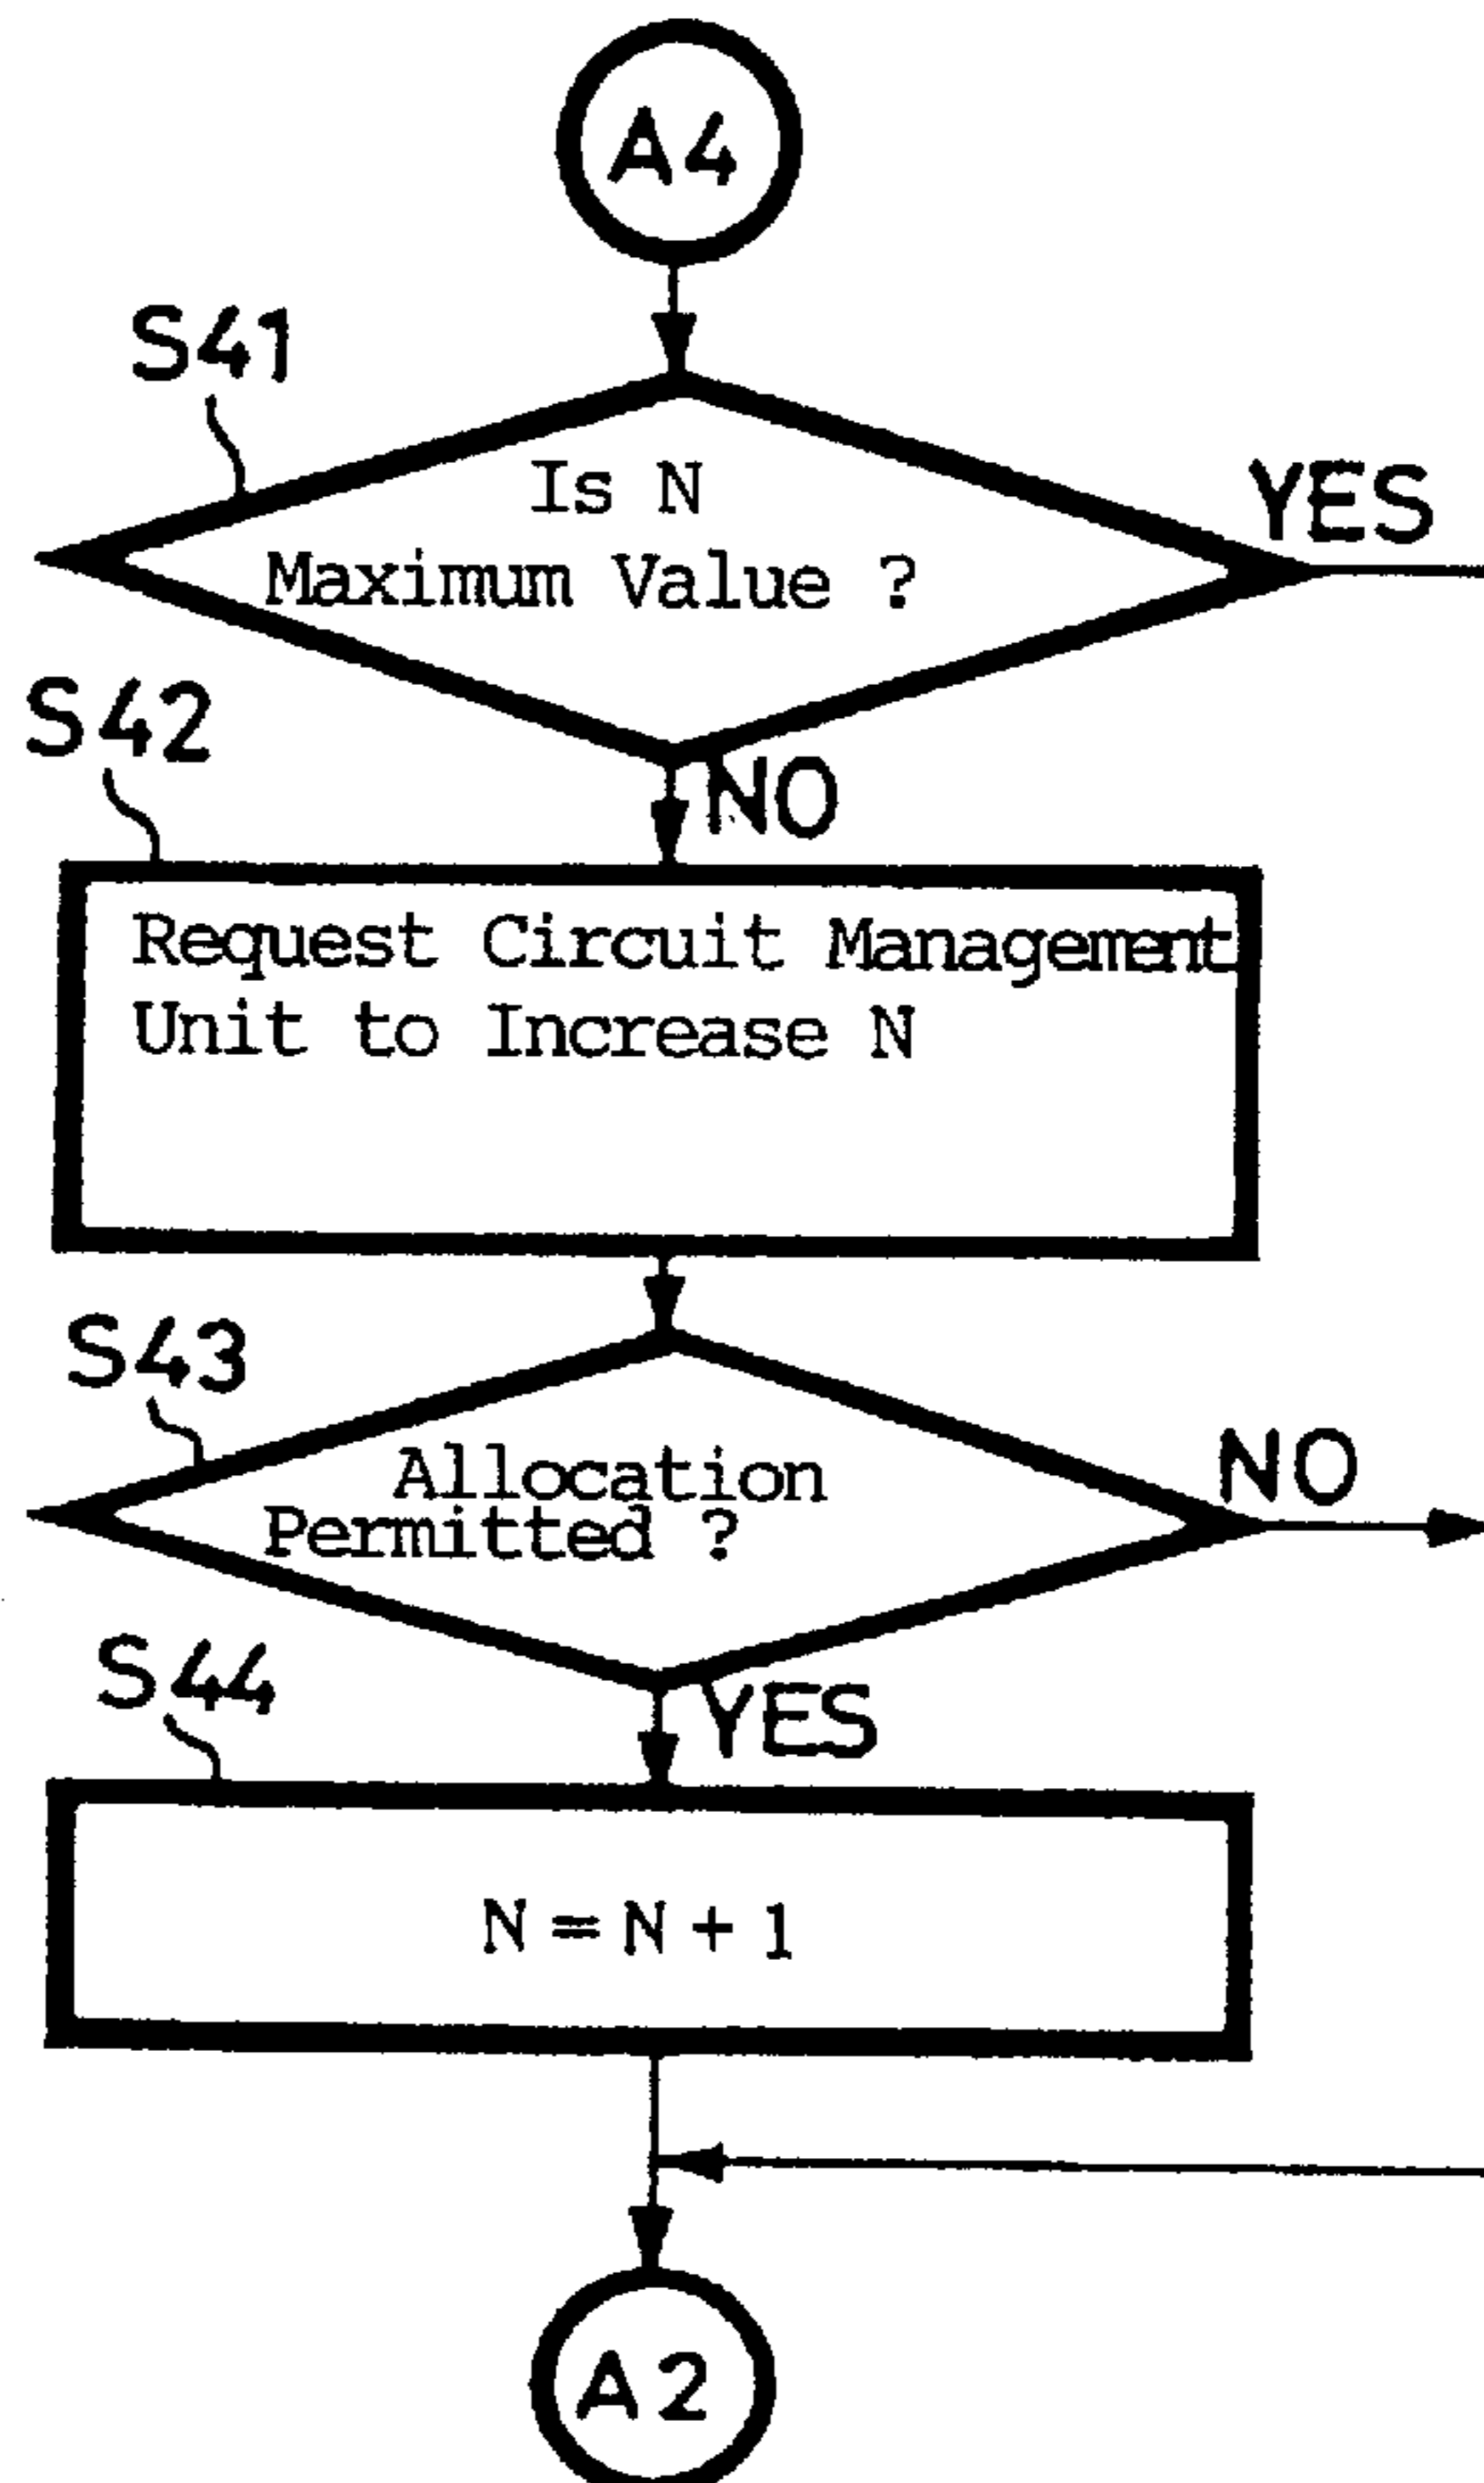 A4
S41
Is N
Maximum Value ?
YES
S42
NO
Request Circuit Management
Unit to Increase N
S43
Allocation
Permitted ?
NO
S44
YES
N=N+1
A2